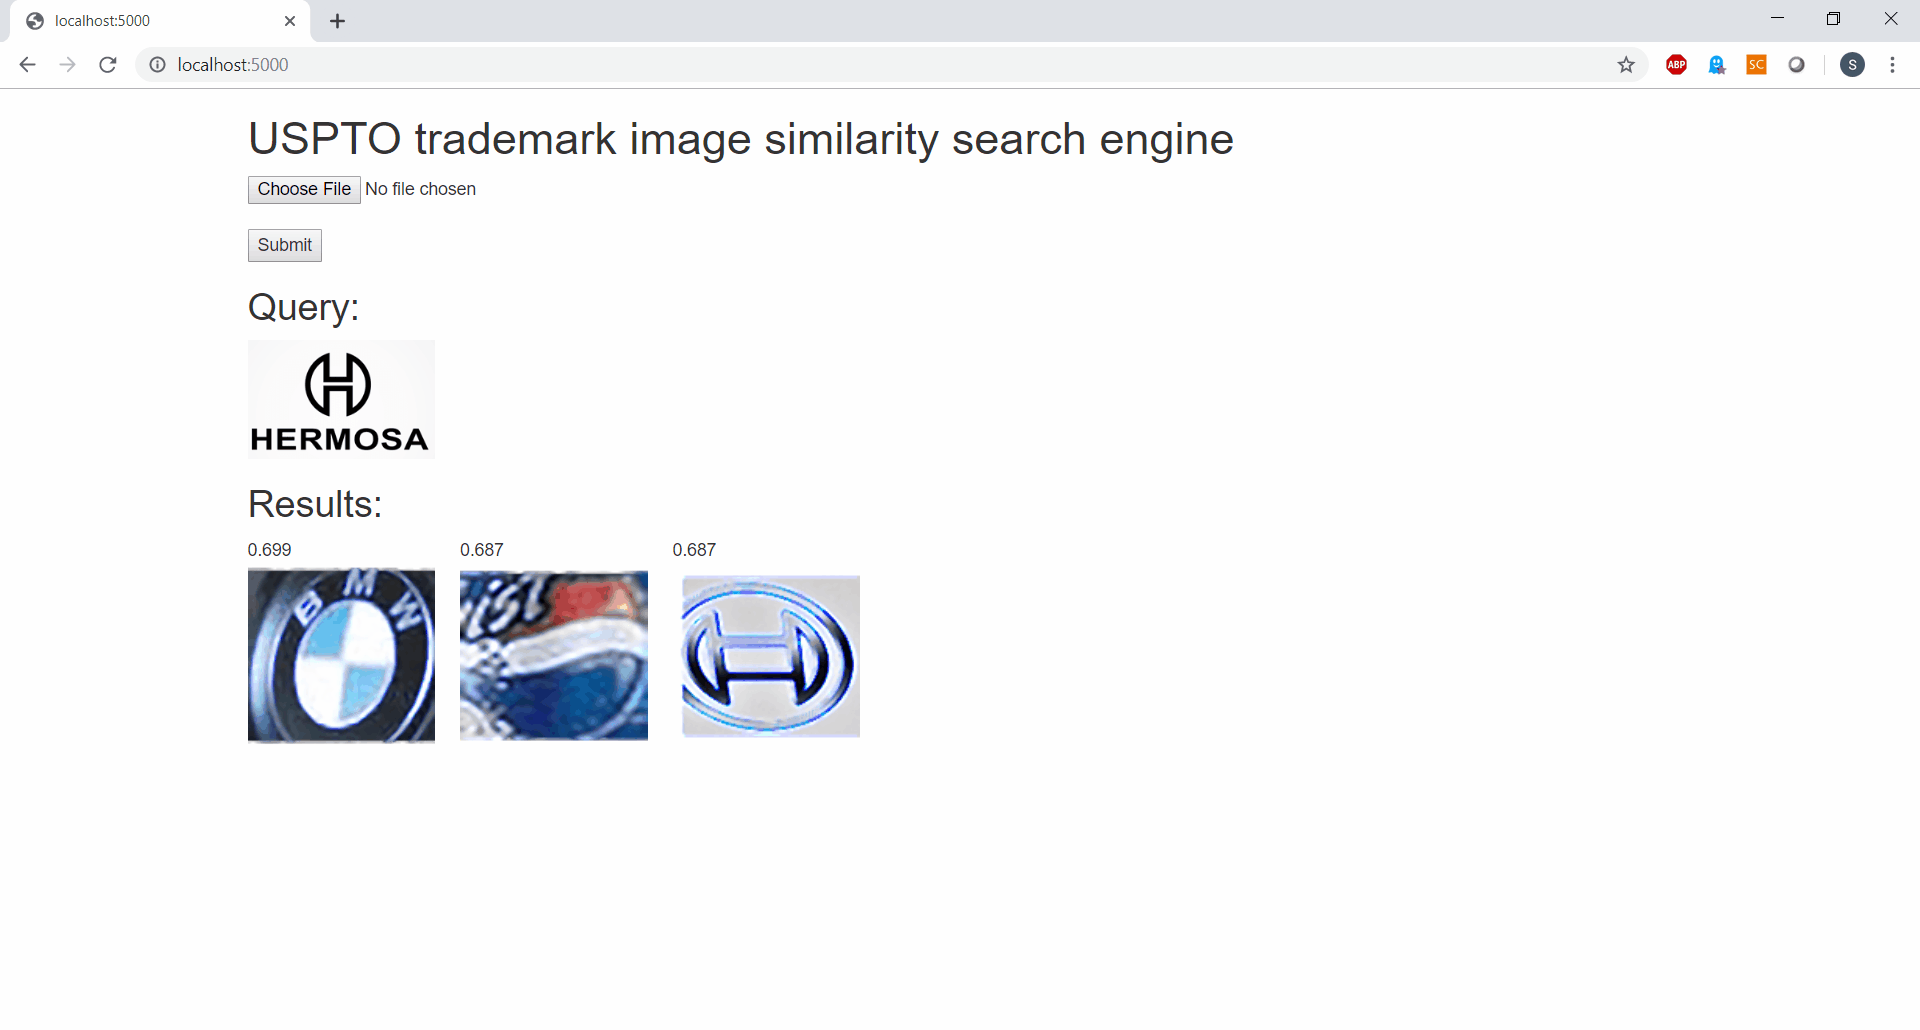 localhost:5000
localhost:5000
ABP
SC
S
USPTO trademark image similarity search engine
Choose File No file chosen
Submit
Query:
H
HERMOSA
Results:
0.699 0.687 0.687
BMW